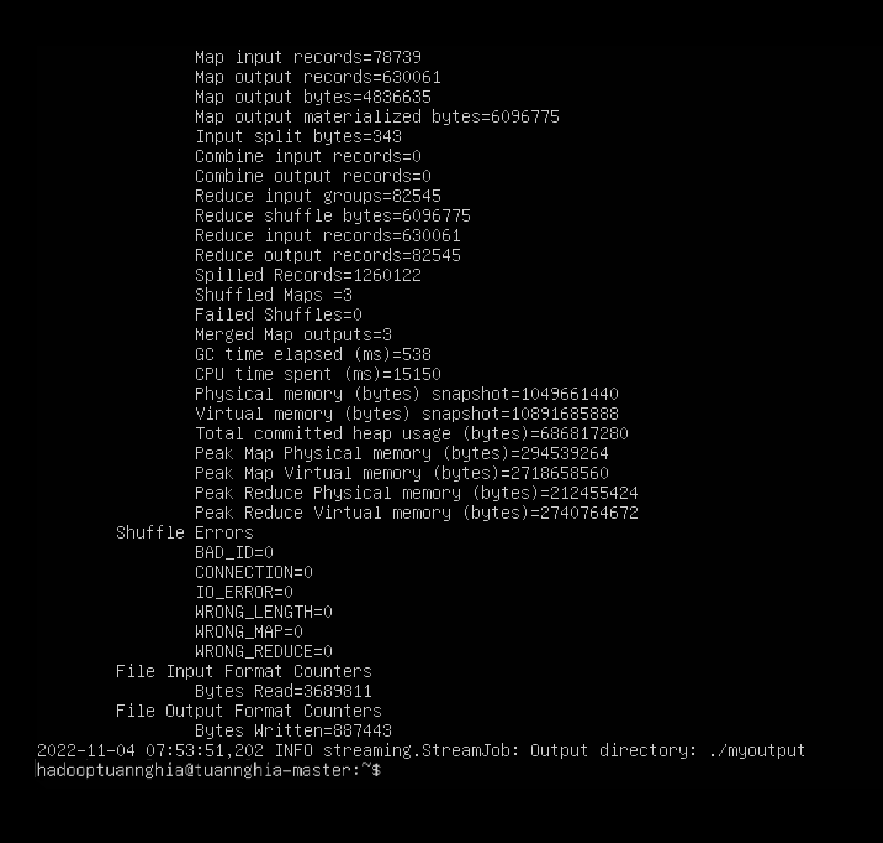 Map input records=78739
Map output records=630061
Map output bytes=4836635
Map output materialized bytes=6096775
Input split bytes=343
Combine input records=0
Combine output records=0
Reduce input groups=82545
Reduce shuffle bytes=6096775
Reduce input records=630061
Reduce output records=82545
Spilled Records=1260122
Shuffled Maps =3
Failed Shuffles=0
Merged Map outputs=3
GC time elapsed (ms)=538
CPU time spent (ms)=15150
Physical memory (bytes) snapshot=1049661440
Virtual memory (bytes) snapshot=10891685888
Total committed heap usage (bytes)=686817280
Peak Map Physical memory (bytes)=294539264
Peak Map Virtual memory (bytes)=2718658560
Peak Reduce Physical memory (bytes)=212455424
Peak Reduce Virtual memory (bytes)=2740764672
Shuffle Errors
BAD_ID=0
CONNECTION=0
IO_ERROR=0
WRONG_LENGTH=0
WRONG_MAP=0
WRONG_REDUCE=0
File Input Format Counters
Bytes Read=3689811
File Output Format Counters
Bytes Written=887443
2022-11-04 07:53:51,202 INFO streaming.StreamJob: Output directory: ./myoutput
hadooptuannghia@tuannghia-master:~$